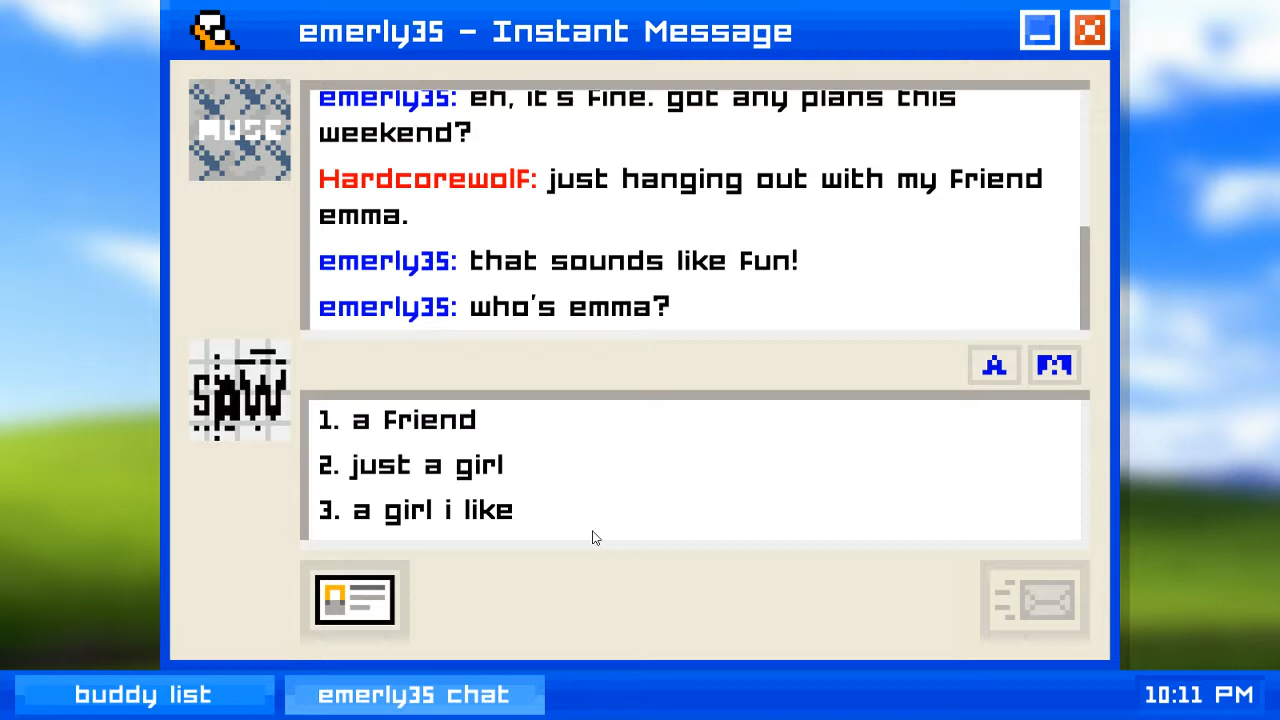 emerly35 - Instant Message
emerly35: eh, it's fine. got any plans this
weekend?
Hardcorewolf: just hanging out with my friend
emma.
emerly35: that sounds like fun!
emerly35: who's emma?
MUSE
A
SAW
1. a friend
2. just a girl
3. a girl i like
buddy list
emerly35 chat
10:11 PM